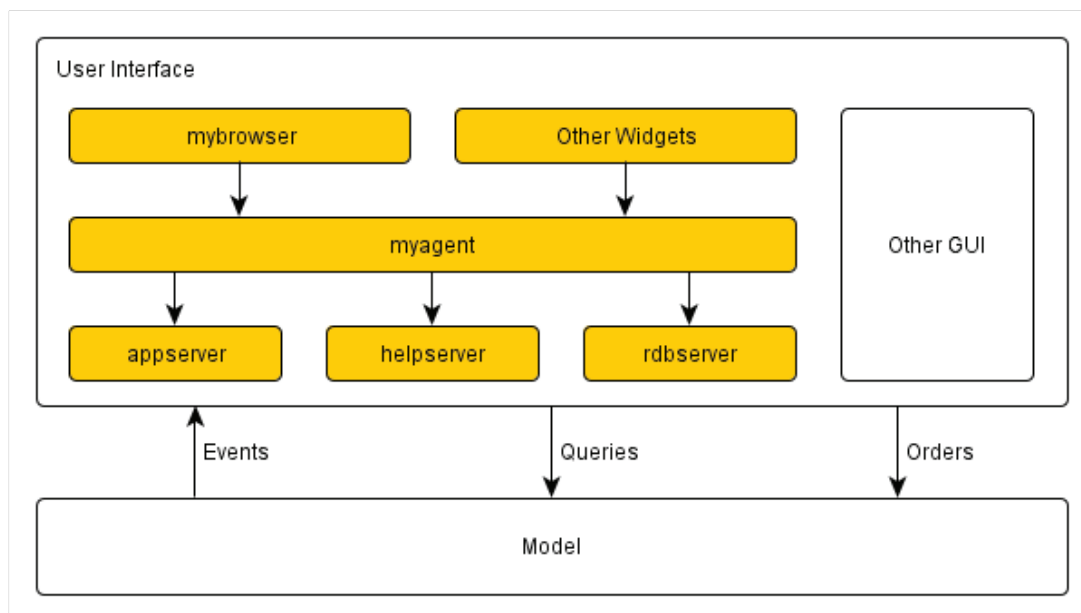 User Interface
mybrowser
Other Widgets
myagent
Other GUI
appserver
helpserver
rdbserver
Events
Queries
Orders
Model